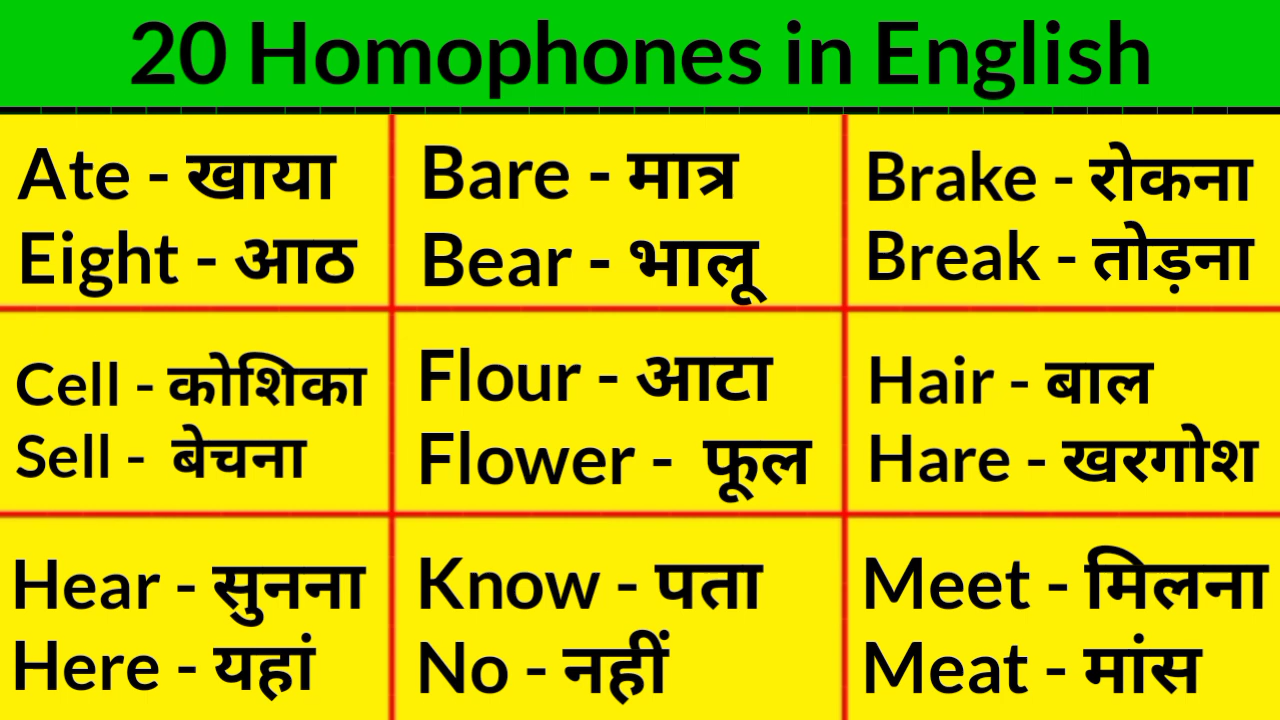 20 Homophones in English
Ate - खाया
Eight - आठ
Bare - मात्र
Bear - भालू
Brake - रोकना
Break - तोड़ना
Cell - कोशिका
Sell - बेचना
Flour - आटा
Flower - फूल
Hair - बाल
Hare - खरगोश
Hear - सुनना
Here - यहां
Know - पता
No - नहीं
Meet - मिलना
Meat - मांस